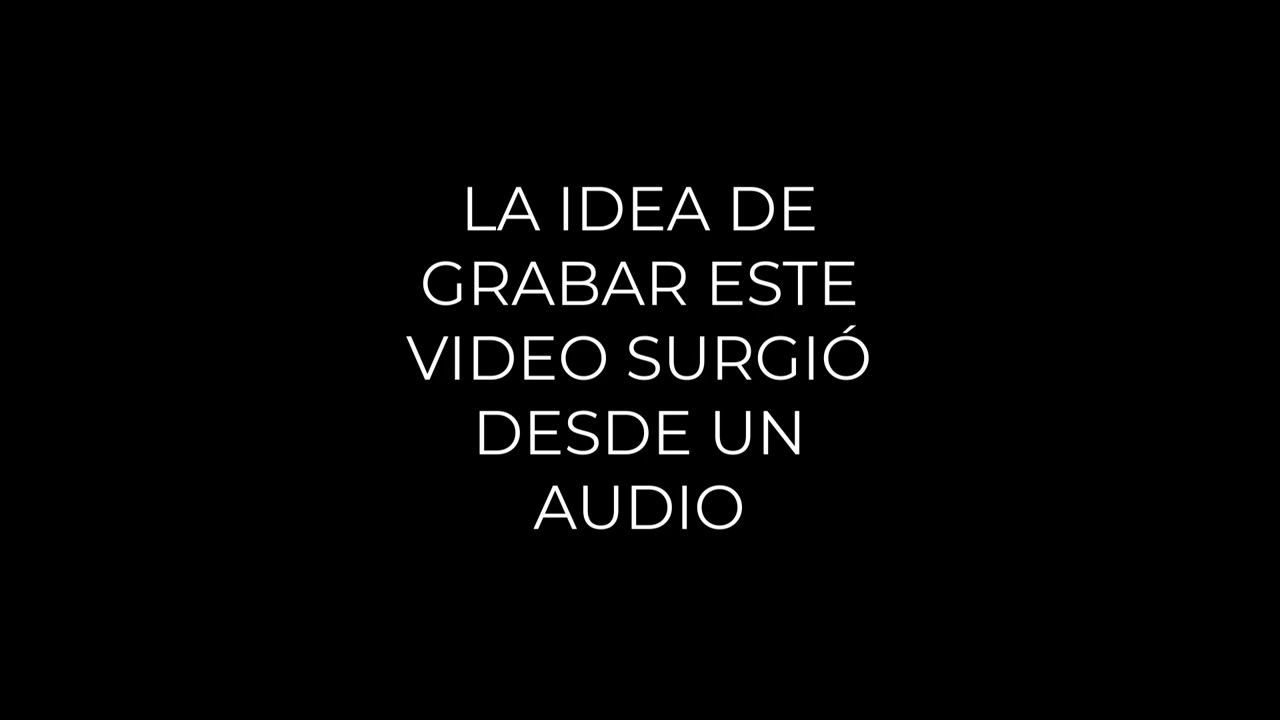 LA IDEA DE
GRABAR ESTE
VIDEO SURGIÓ
DESDE UN
AUDIO